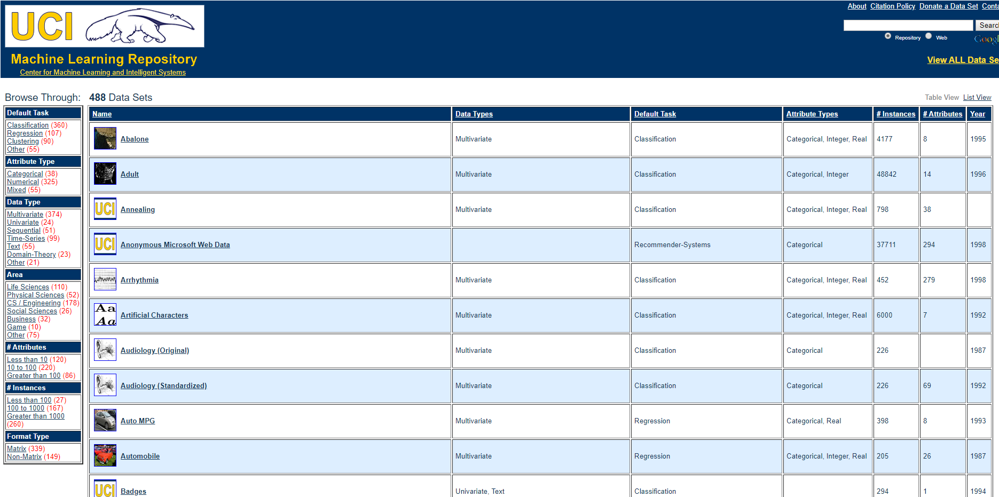 UCI
Machine Learning Repository
Center for Machine Learning and Intelligent Systems
About Citation Policy Donate a Data Set
Repository Web
View ALL Data
Browse Through:
Default Task
Classification (360)
Regression (107)
Clustering (90)
Other (55)
Attribute Type
Categorical (38)
Numerical (325)
Mixed (55)
Data Type
Multivariate (374)
Univariate (24)
Sequential (51)
Time-Series (99)
Text (55)
Domain-Theory (23)
Other (21)
Area
Life Sciences (110)
Physical Sciences (52)
CS / Engineering (178)
Social Sciences (26)
Business (32)
Game (10)
Other (75)
# Attributes
Less than 10 (120)
10 to 100 (220)
Greater than 100 (86)
# Instances
Less than 100 (27)
100 to 1000 (167)
Greater than 1000
(260)
Format Type
Matrix (339)
Non-Matrix (149)
488 Data Sets
Table View List View
Name Data Types Default Task Attribute Types # Instances # Attributes Year
Abalone Multivariate Classification Categorical, Integer, Real 4177 8 1995
Adult Multivariate Classification Categorical, Integer 48842 14 1996
UCI Annealing Multivariate Classification Categorical, Integer, Real 798 38
UCI Anonymous Microsoft Web Data Recommender-Systems Categorical 37711 294 1998
Arrhythmia Multivariate Classification Categorical, Integer, Real 452 279 1998
Aa
Aa
Artificial Characters Multivariate Classification Categorical, Integer, Real 6000 7 1992
Audiology (Original) Multivariate Classification Categorical 226 1987
Audiology (Standardized) Multivariate Classification Categorical 226 69 1992
Auto MPG Multivariate Regression Categorical, Real 398 8 1993
Automobile Multivariate Regression Categorical, Integer, Real 205 26 1987
UCI Badges Univariate, Text Classification 294 1 1994